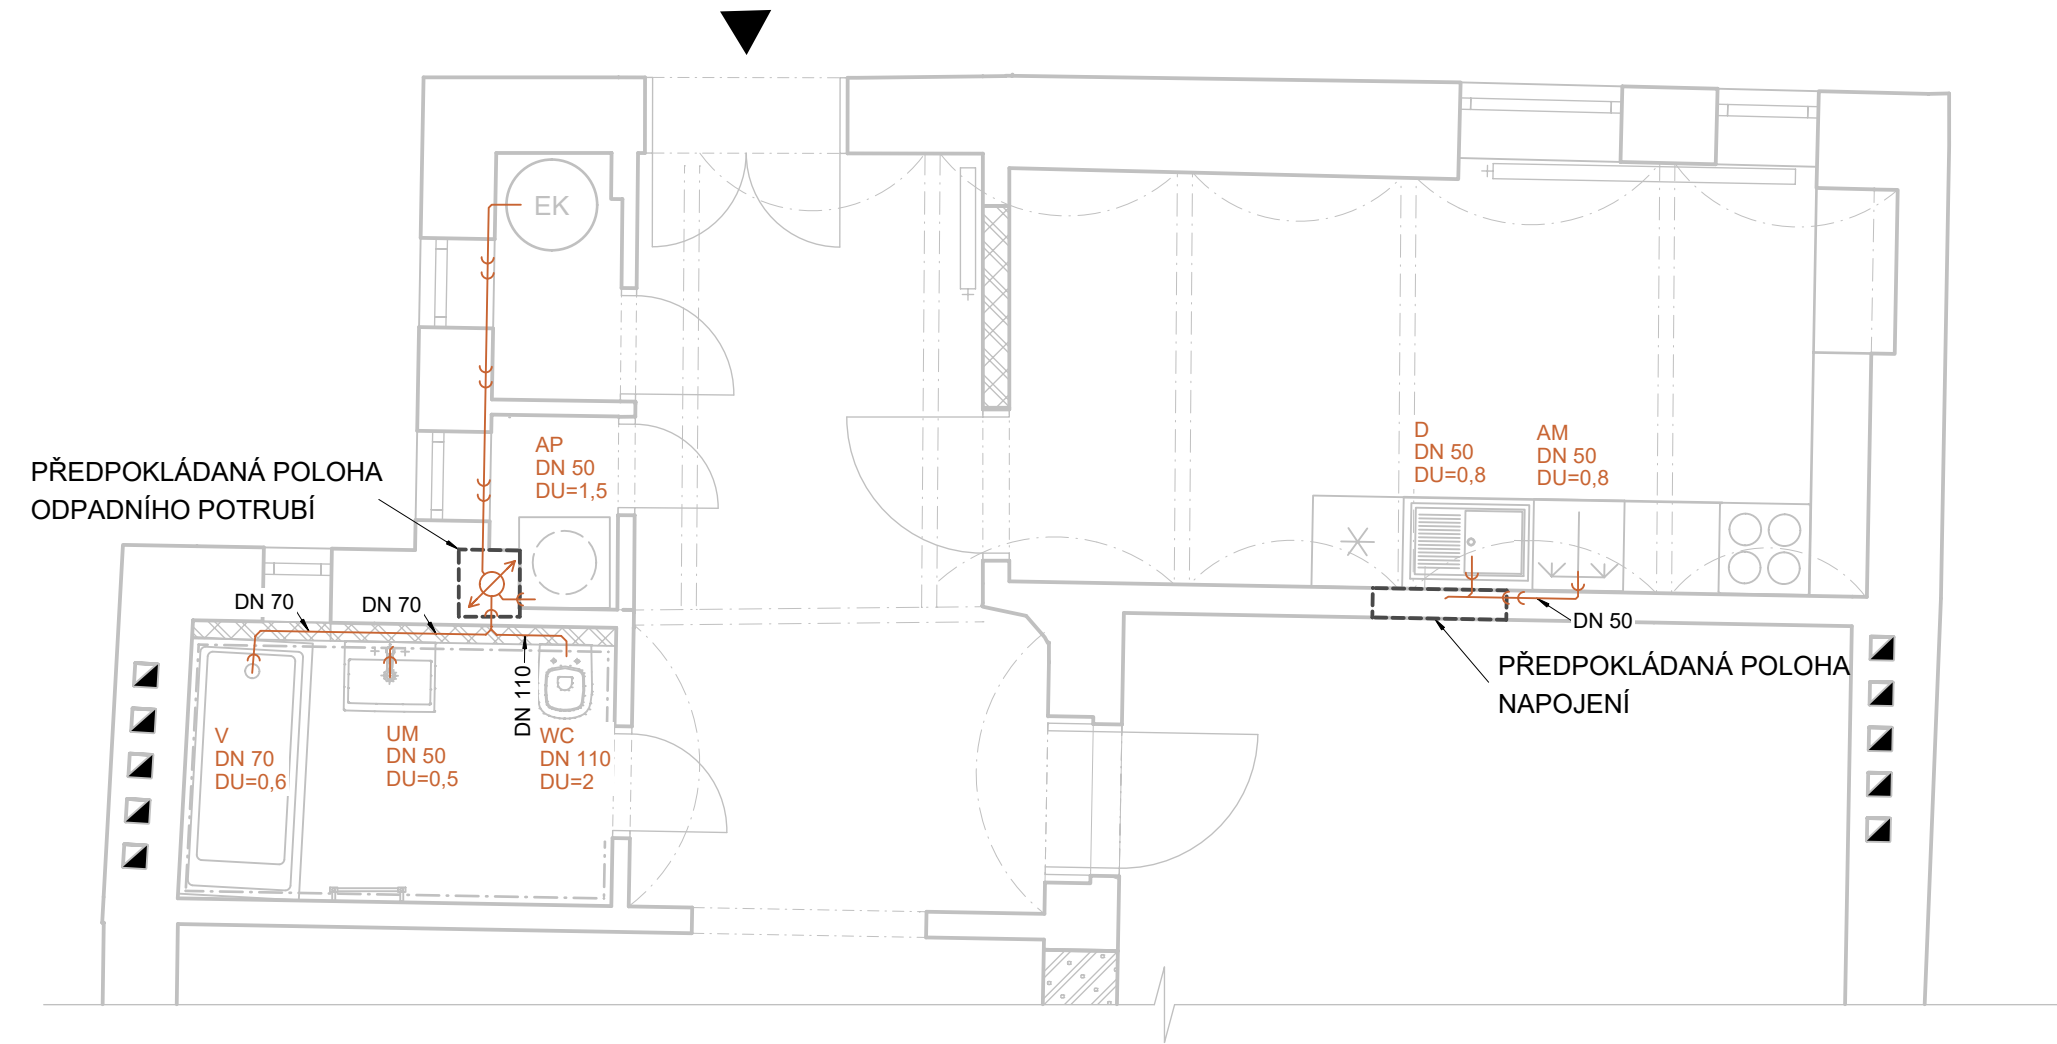 EK
AP
DN 50
DU=1,5
PŘEDPOKLÁDANÁ POLOHA
ODPADNÍHO POTRUBÍ
D
DN 50
DU=0,8
AM
DN 50
DU=0,8
DN 70
DN 70
DN 50
DN 110
PŘEDPOKLÁDANÁ POLOHA
NAPOJENÍ
V
DN 70
DU=0,6
UM
DN 50
DU=0,5
WC
DN 110
DU=2